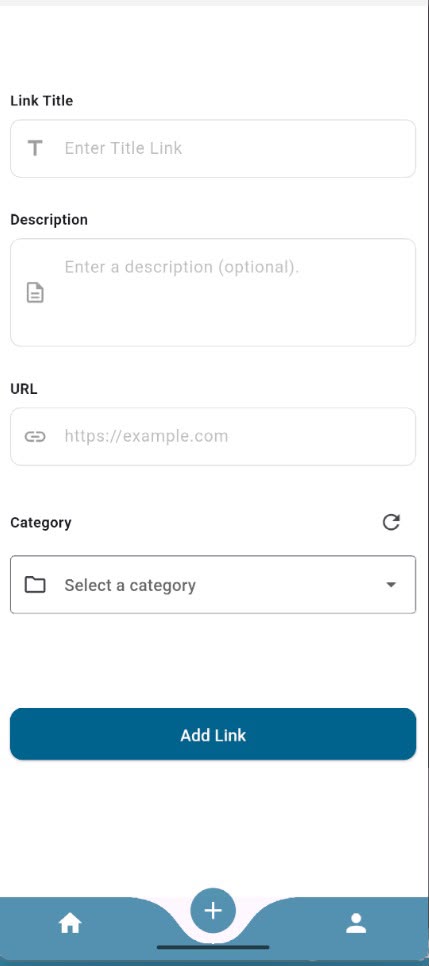 Link Title
Enter Title Link
Description
Enter a description (optional).
URL
https://example.com
Category
Select a category
Add Link